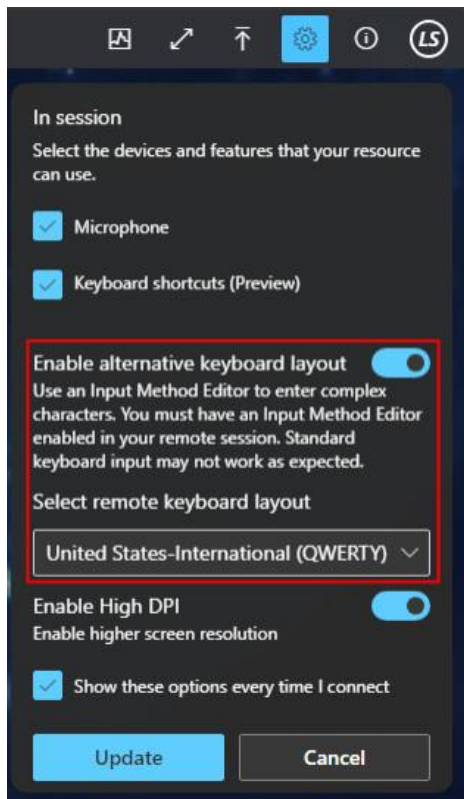 LS
In session
Select the devices and features that your resource
can use.
Microphone
Keyboard shortcuts (Preview)
Enable alternative keyboard layout
Use an Input Method Editor to enter complex
characters. You must have an Input Method Editor
enabled in your remote session. Standard
keyboard input may not work as expected.
Select remote keyboard layout
United States-International (QWERTY)
Enable High DPI
Enable higher screen resolution
Show these options every time I connect
Update
Cancel